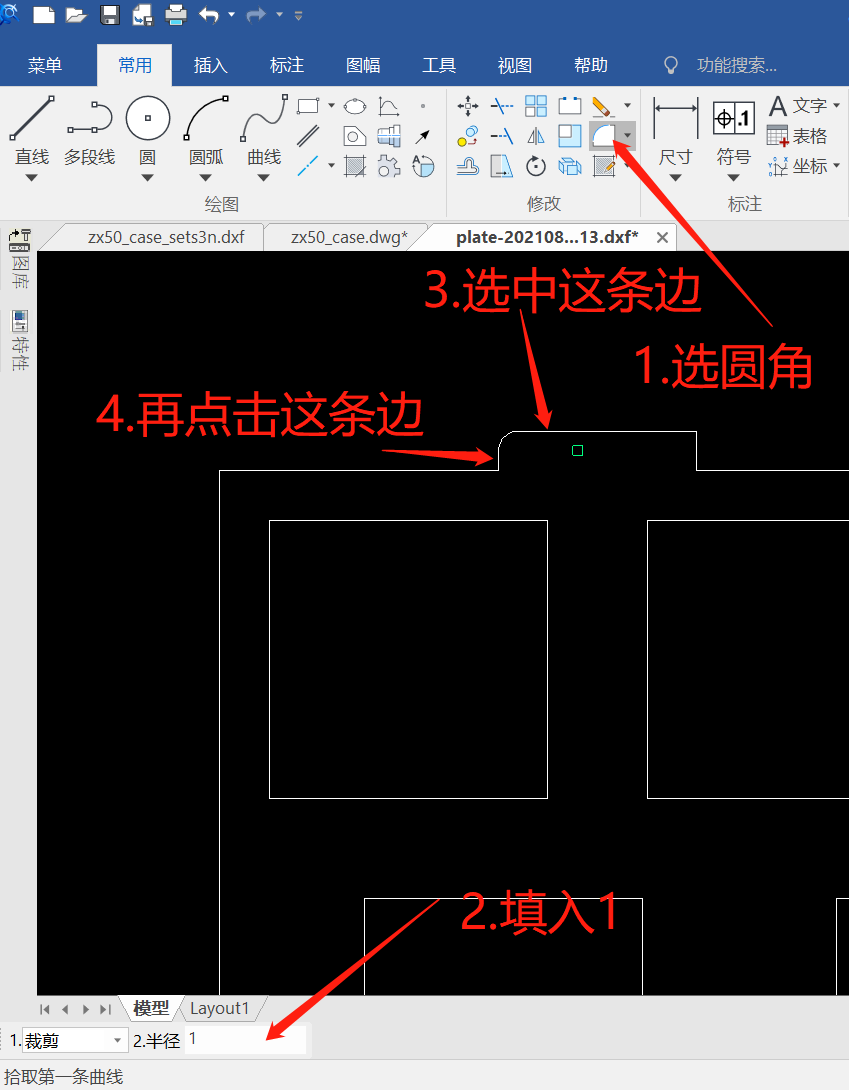 菜单 常用 插入 标注 图幅 工具 视图 帮助 功能搜索...
直线 多段线 圆 圆弧 曲线 尺寸 符号 文字
表格
坐标
绘图 修改 标注
zx50_case_sets3n.dxf zx50_case.dwg* plate-202108...13.dxf*
图库
特性
3.选中这条边
1.选圆角
4.再点击这条边
2.填入1
模型 Layout1
1. 裁剪 2.半径 1
拾取第一条曲线